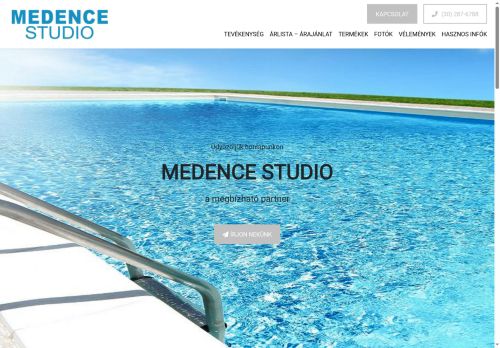 MEDENCE
STUDIO
KAPCSOLAT
(30) 287-6788
TEVÉKENYSÉG ÁRLISTA – ÁRAJÁNLAT TERMÉKEK FOTÓK VÉLEMÉNYEK HASZNOS INFÓK
Üdvözöljük honlapunkon
MEDENCE STUDIO
a megbízható partner
ÍRJON NEKÜNK